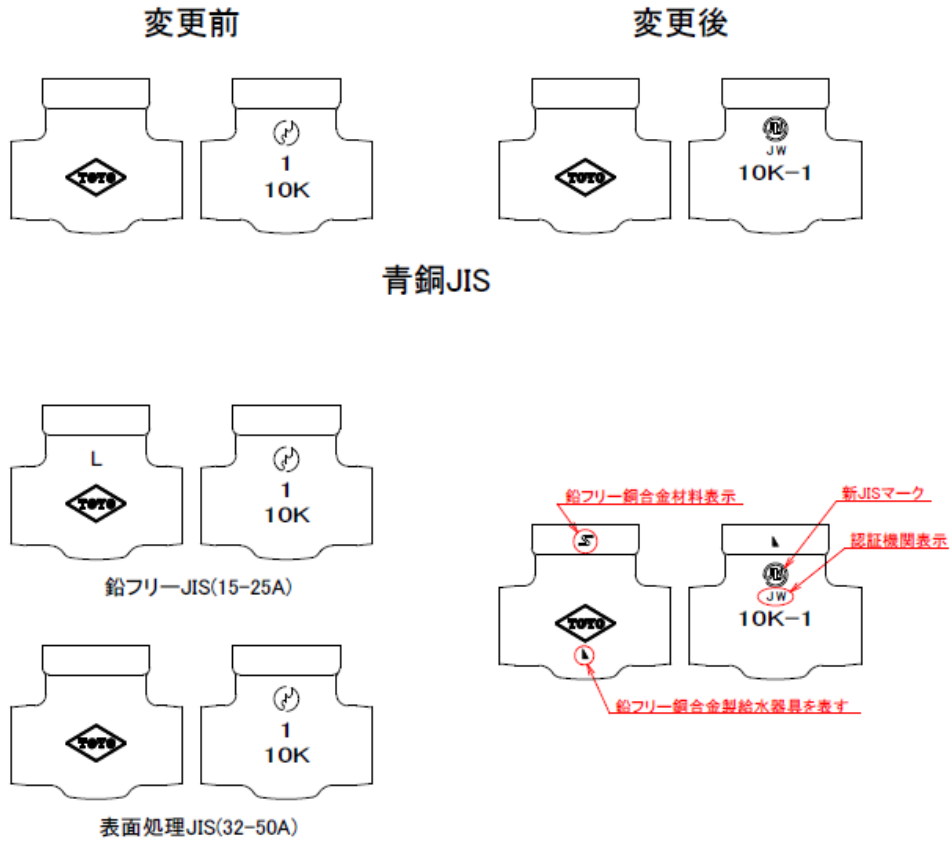 変更前
変更後
TOTO
1
10K
TOTO
JW
10K-1
青銅JIS
L
TOTO
1
10K
鉛フリーJIS(15-25A)
鉛フリー銅合金材料表示
新JISマーク
認証機関表示
TOTO
JW
10K-1
鉛フリー銅合金製給水器具を表す
TOTO
1
10K
表面処理JIS(32-50A)